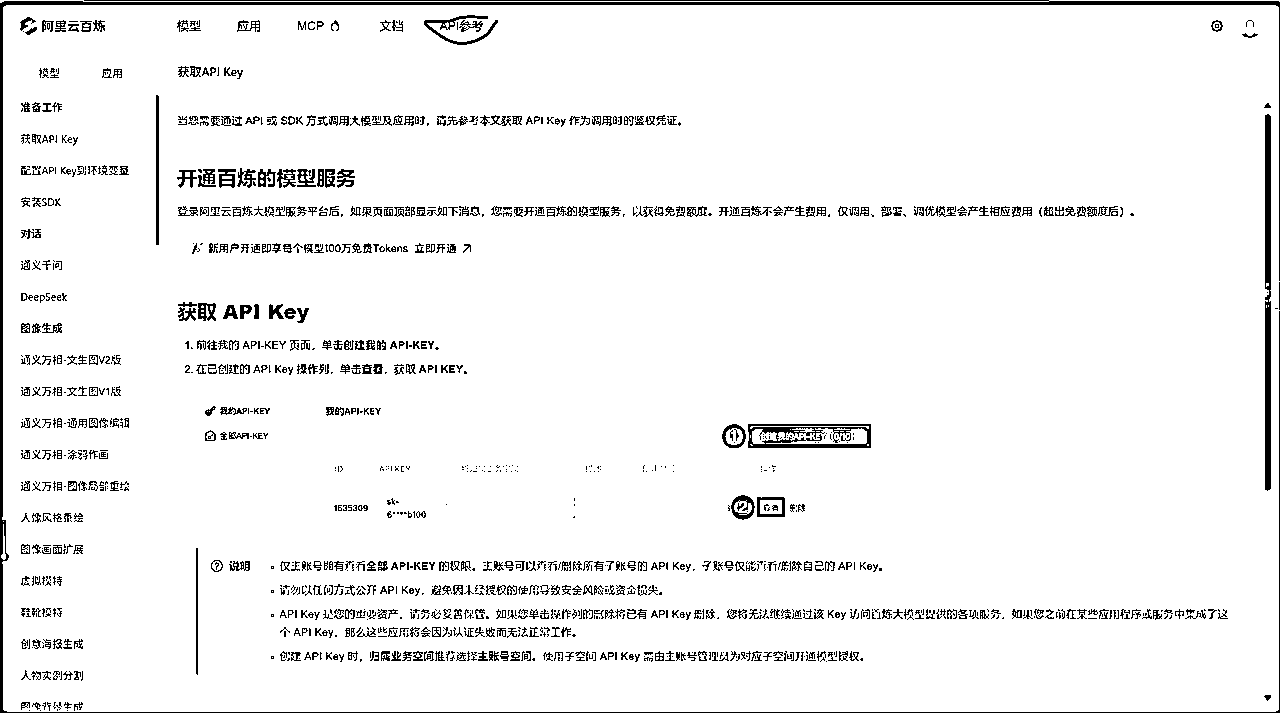 阿里云百炼
模型 应用 MCP 文档 API参考
模型 应用
准备工作
获取API Key
配置API Key到环境变量
安装SDK
对话
通义千问
DeepSeek
图像生成
通义万相-文生图V2版
通义万相-文生图V1版
通义万相-通用图像编辑
通义万相-涂鸦作画
通义万相-图像局部重绘
人像风格重绘
图像画面扩展
虚拟模特
鞋靴模特
创意海报生成
人物实例分割
图像背景生成
获取API Key
当您需要通过 API 或 SDK 方式调用大模型及应用时，请先参考本文获取 API Key 作为调用时的鉴权凭证。
开通百炼的模型服务
登录阿里云百炼大模型服务平台后，如果页面顶部显示如下消息，您需要开通百炼的模型服务，以获得免费额度。开通百炼不会产生费用，仅调用、部署、调优模型会产生相应费用（超出免费额度后）。
新用户开通即享每个模型100万免费Tokens 立即开通
获取 API Key
1. 前往我的 API-KEY 页面，单击创建我的 API-KEY。
2. 在已创建的 API Key 操作列，单击查看，获取 API KEY。
我的API-KEY 我的API-KEY
全部API-KEY
1 创建我的API-KEY
ID API KEY 操作
1635309 sk-
6****b100
2 查看 删除
说明
• 仅主账号拥有查看全部 API-KEY 的权限。主账号可以查看/删除所有子账号的 API Key，子账号仅能查看/删除自己的 API Key。
• 请勿以任何方式公开 API Key，避免因未经授权的使用导致安全风险或资金损失。
• API Key 是您的重要资产，请务必妥善保管。如果您单击操作列的删除将已有 API Key 删除，您将无法继续通过该 Key 访问百炼大模型提供的各项服务，如果您之前在某些应用程序或服务中集成了这
个 API Key，那么这些应用将会因为认证失败而无法正常工作。
• 创建 API Key 时，归属业务空间推荐选择主账号空间。使用子空间 API Key 需由主账号管理员为对应子空间开通模型授权。